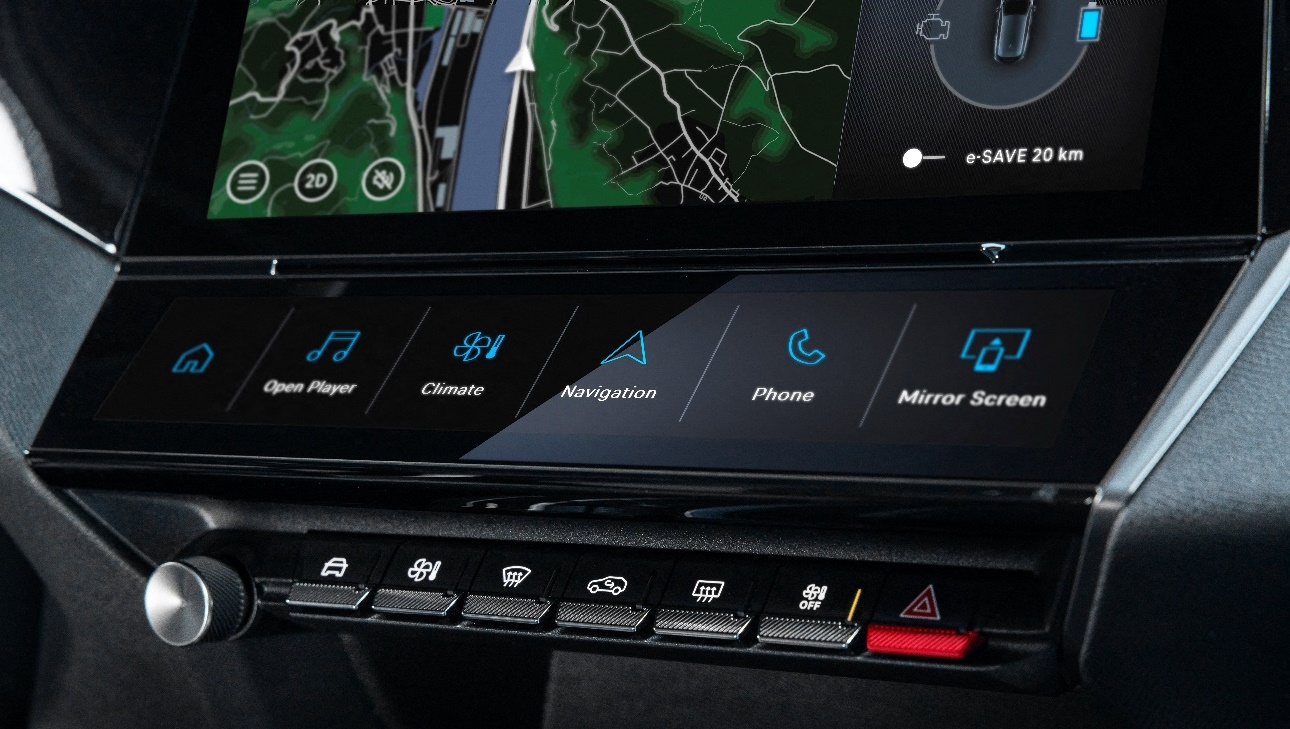 2D
e-SAVE 20 km
Open Player
Climate
Navigation
Phone
Mirror Screen
OFF